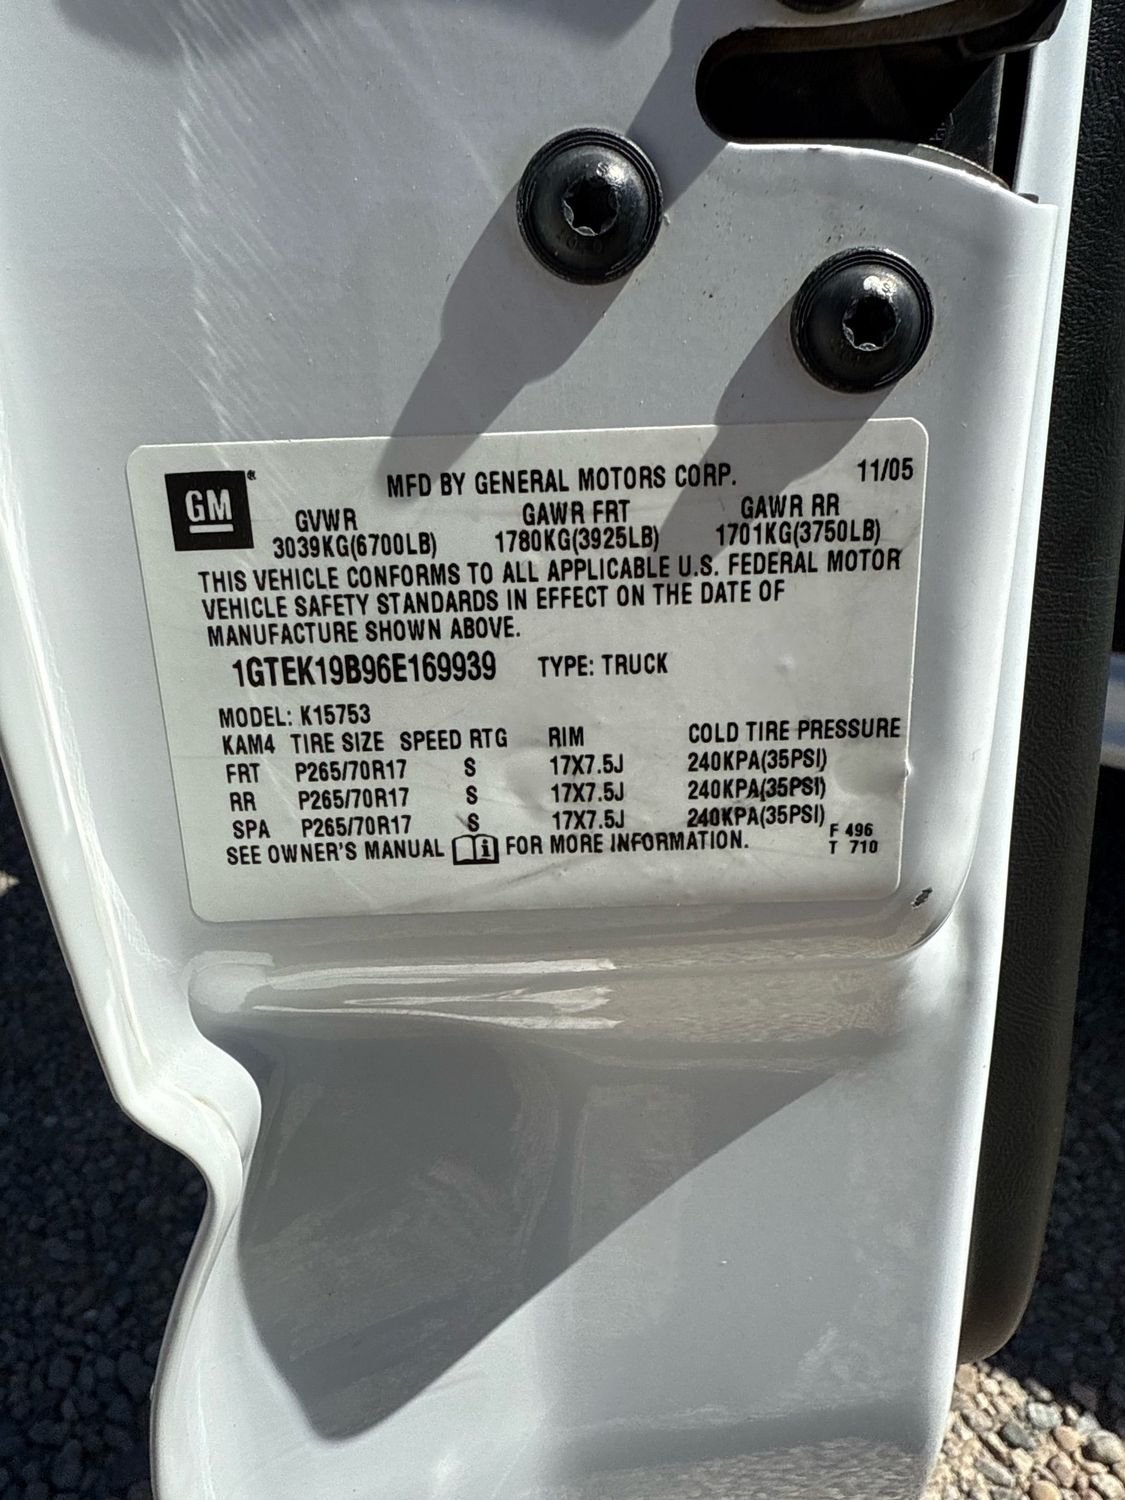 GM®
MFD BY GENERAL MOTORS CORP. 11/05
GVWR GAWR FRT GAWR RR
3039KG(6700LB) 1780KG(3925LB) 1701KG(3750LB)
THIS VEHICLE CONFORMS TO ALL APPLICABLE U.S. FEDERAL MOTOR
VEHICLE SAFETY STANDARDS IN EFFECT ON THE DATE OF
MANUFACTURE SHOWN ABOVE.
1GTEK19B96E169939 TYPE: TRUCK
MODEL: K15753
KAM4 TIRE SIZE SPEED RTG RIM COLD TIRE PRESSURE
FRT P265/70R17 S 17X7.5J 240KPA(35PSI)
RR P265/70R17 S 17X7.5J 240KPA(35PSI)
SPA P265/70R17 S 17X7.5J 240KPA(35PSI)
SEE OWNER'S MANUAL i FOR MORE INFORMATION.
F 496
T 710